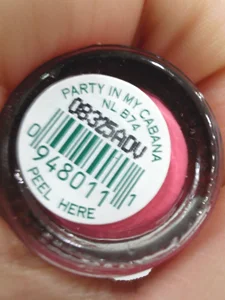 PARTY IN MY CABANA
NL B74
08325ADV
0 948011 1
PEEL HERE